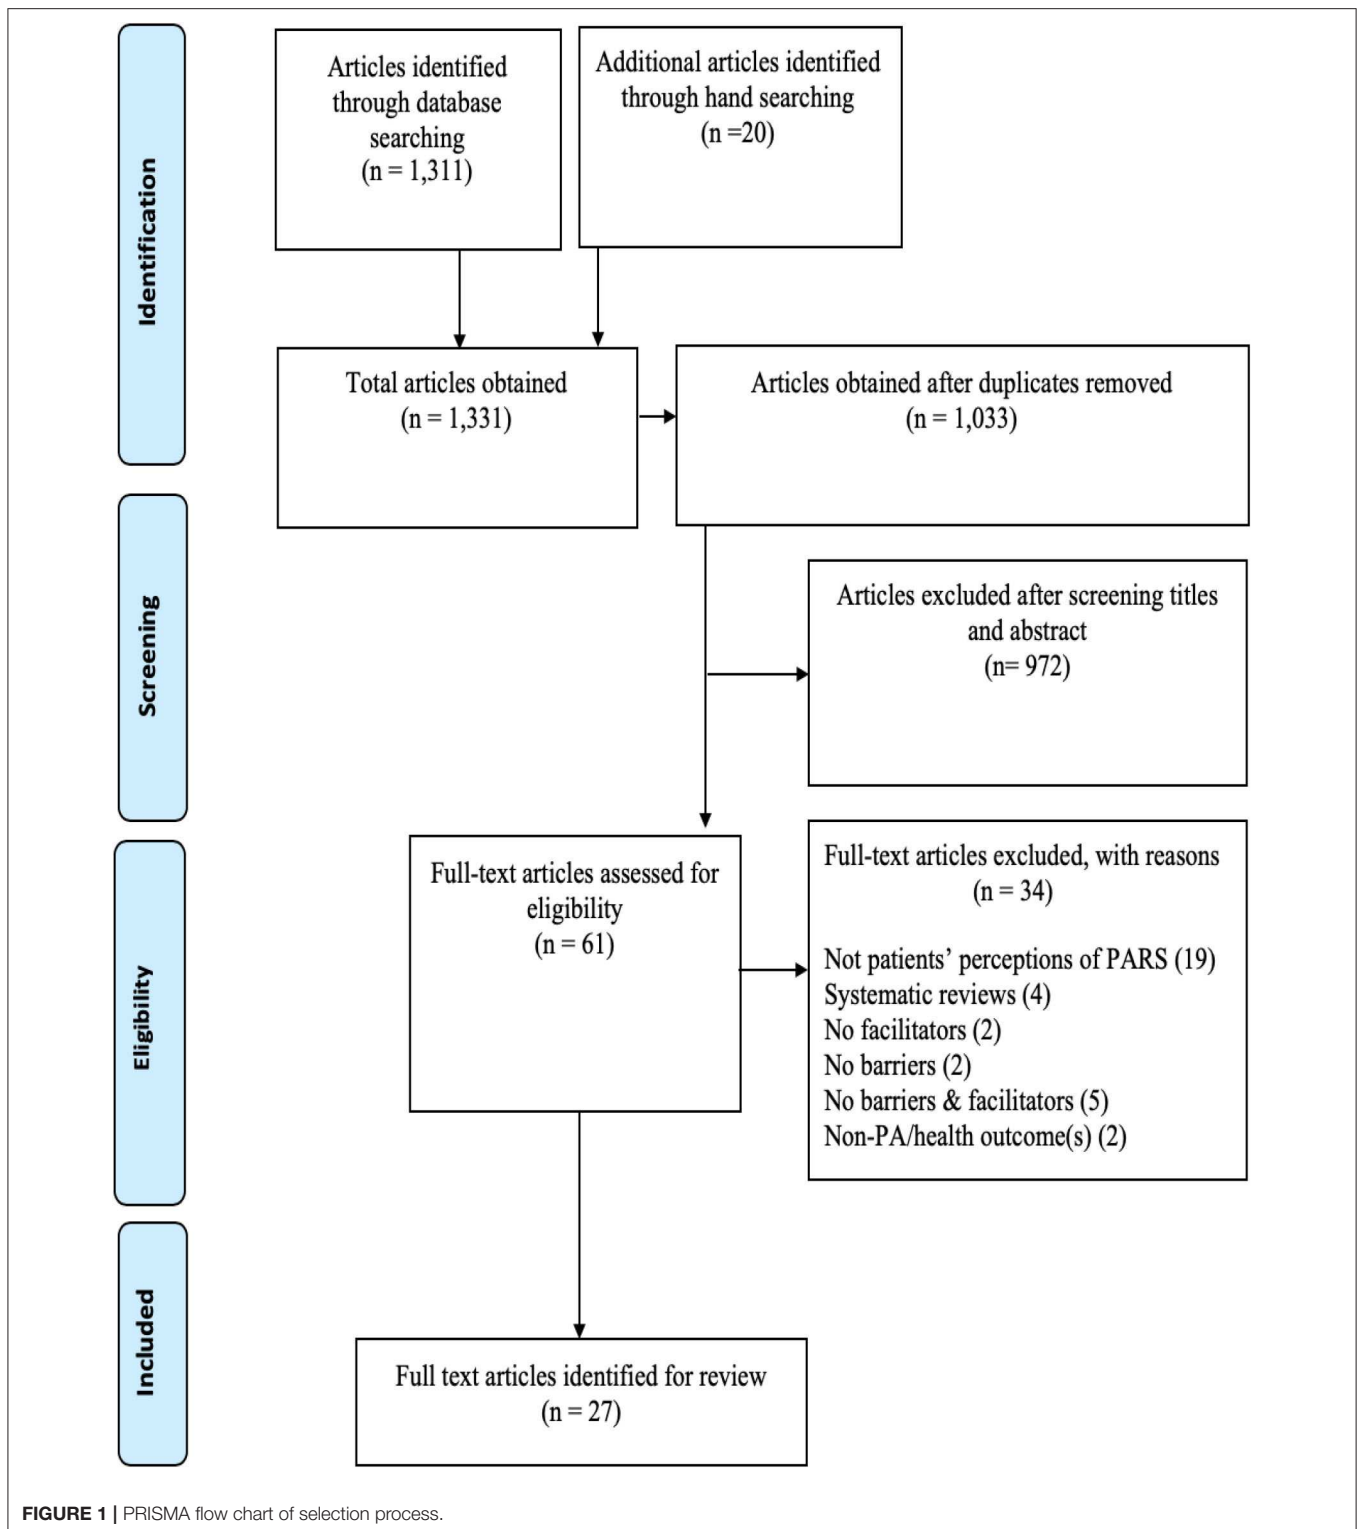 Identification
Articles identified
through database
searching
(n = 1,311)
Additional articles identified
through hand searching
(n =20)
Total articles obtained
(n = 1,331)
Articles obtained after duplicates removed
(n = 1,033)
Screening
Articles excluded after screening titles
and abstract
(n= 972)
Eligibility
Full-text articles assessed for
eligibility
(n = 61)
Full-text articles excluded, with reasons
(n = 34)
Not patients’ perceptions of PARS (19)
Systematic reviews (4)
No facilitators (2)
No barriers (2)
No barriers & facilitators (5)
Non-PA/health outcome(s) (2)
Included
Full text articles identified for review
(n = 27)
FIGURE 1 | PRISMA flow chart of selection process.